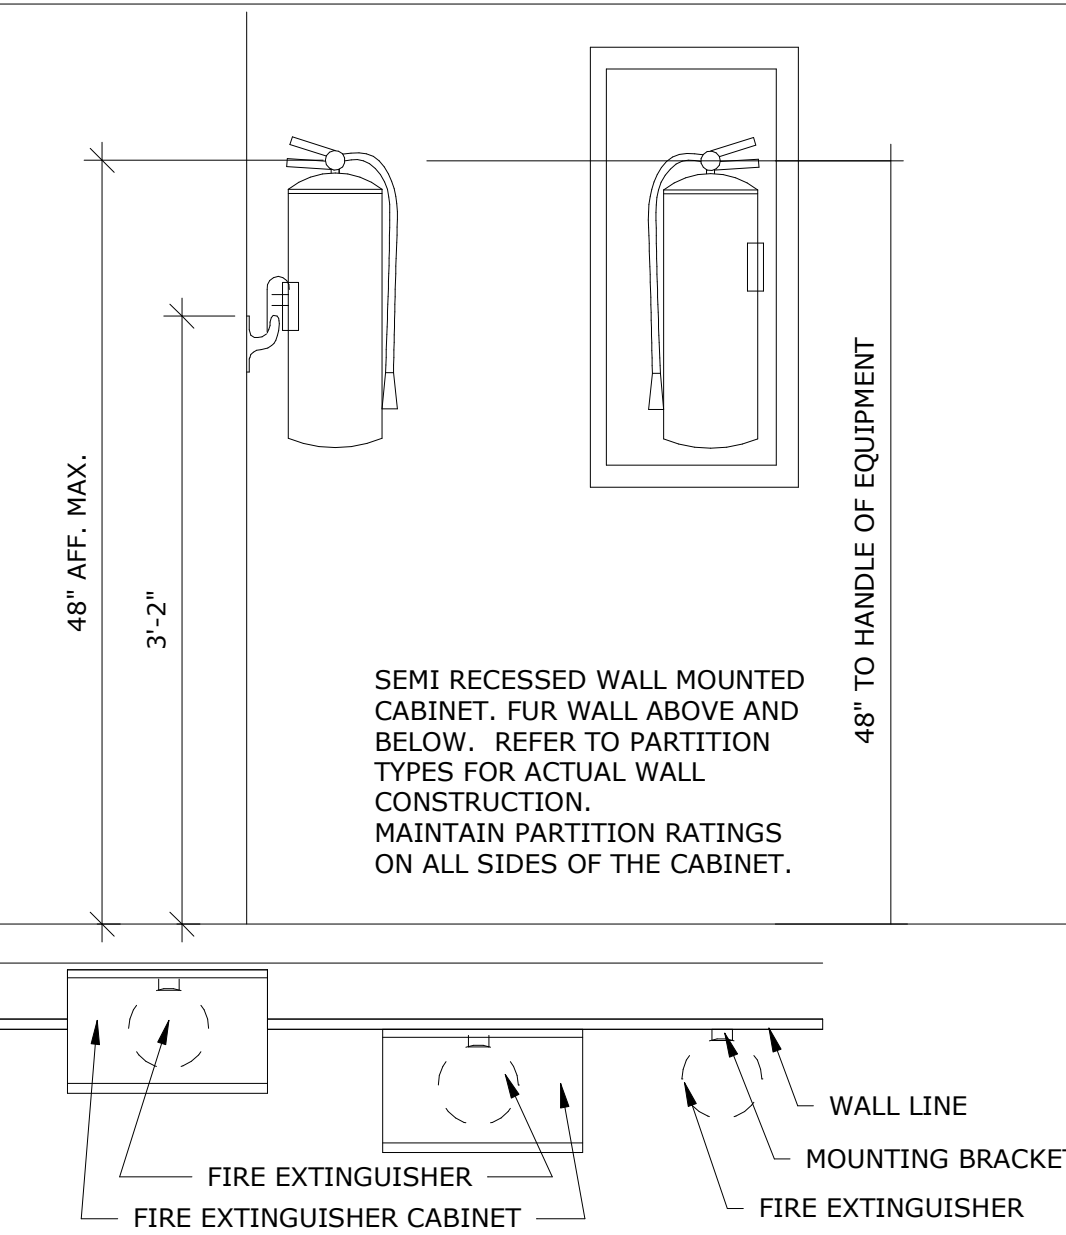 48" AFF. MAX.
3'-2"
48" TO HANDLE OF EQUIPMENT
SEMI RECESSED WALL MOUNTED
CABINET. FUR WALL ABOVE AND
BELOW. REFER TO PARTITION
TYPES FOR ACTUAL WALL
CONSTRUCTION.
MAINTAIN PARTITION RATINGS
ON ALL SIDES OF THE CABINET.
WALL LINE
MOUNTING BRACKET
FIRE EXTINGUISHER
FIRE EXTINGUISHER
FIRE EXTINGUISHER CABINET